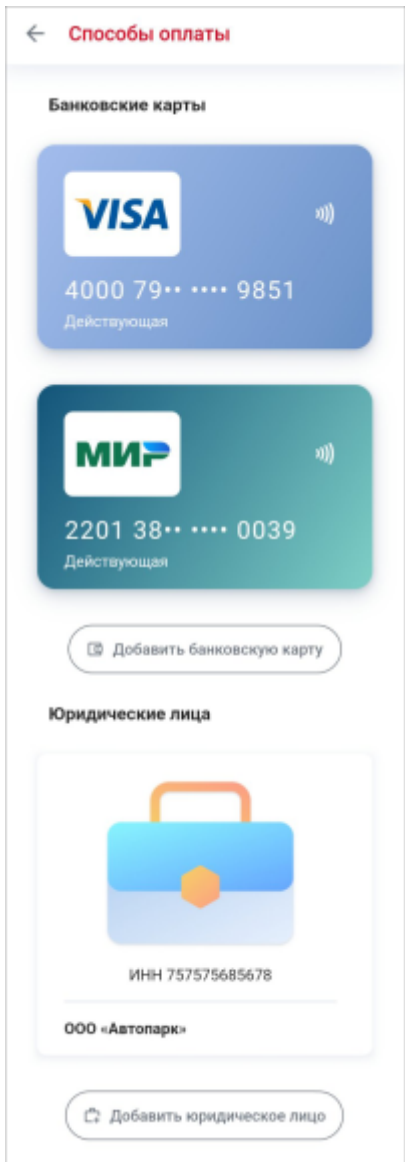 Способы оплаты
Банковские карты
VISA
4000 79•• •••• 9851
Действующая
МИР
2201 38•• •••• 0039
Действующая
Добавить банковскую карту
Юридические лица
ИНН 757575685678
ООО «Автопарк»
Добавить юридическое лицо